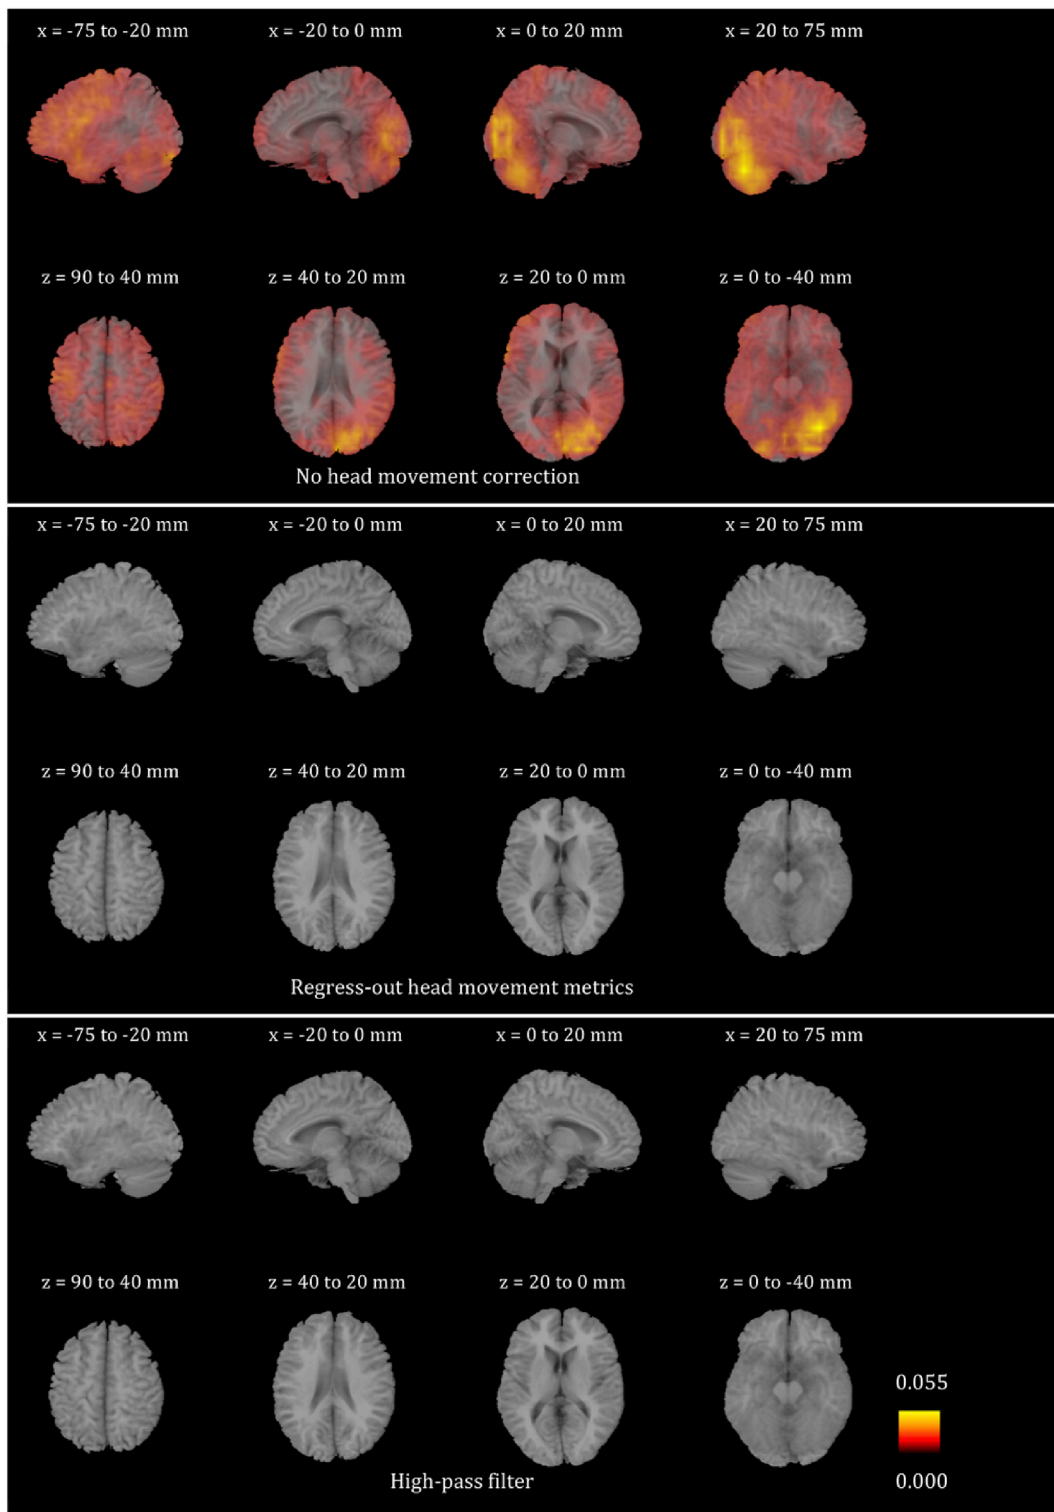 x = -75 to -20 mm x = -20 to 0 mm x = 0 to 20 mm x = 20 to 75 mm
z = 90 to 40 mm z = 40 to 20 mm z = 20 to 0 mm z = 0 to -40 mm
No head movement correction
x = -75 to -20 mm x = -20 to 0 mm x = 0 to 20 mm x = 20 to 75 mm
z = 90 to 40 mm z = 40 to 20 mm z = 20 to 0 mm z = 0 to -40 mm
Regress-out head movement metrics
x = -75 to -20 mm x = -20 to 0 mm x = 0 to 20 mm x = 20 to 75 mm
z = 90 to 40 mm z = 40 to 20 mm z = 20 to 0 mm z = 0 to -40 mm
0.055
0.000
High-pass filter